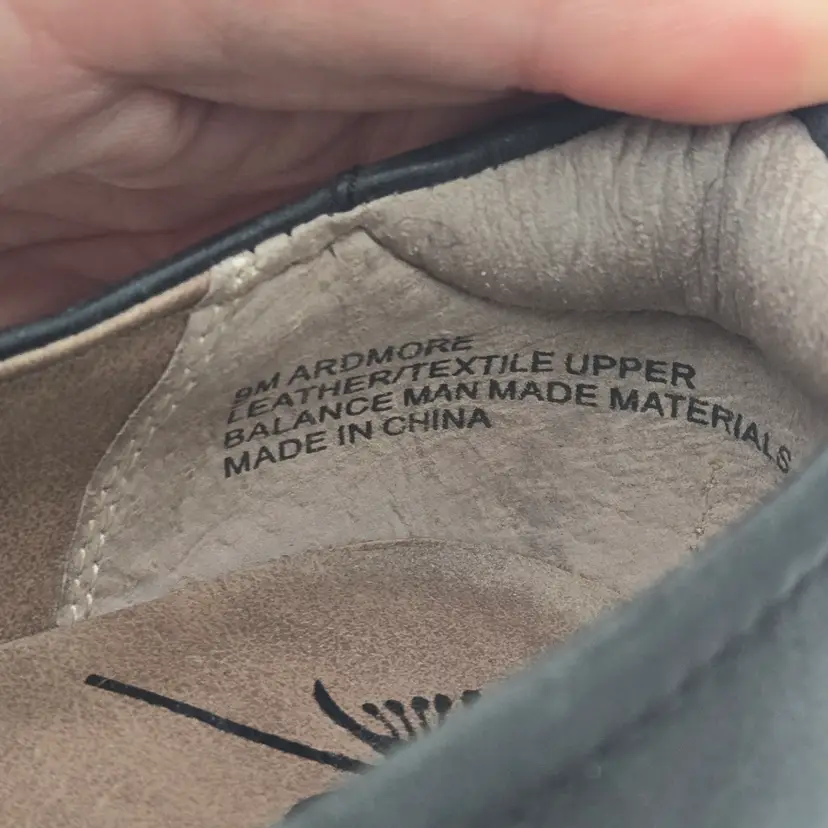 9M ARDMORE
LEATHER/TEXTILE UPPER
BALANCE MAN MADE MATERIALS
MADE IN CHINA